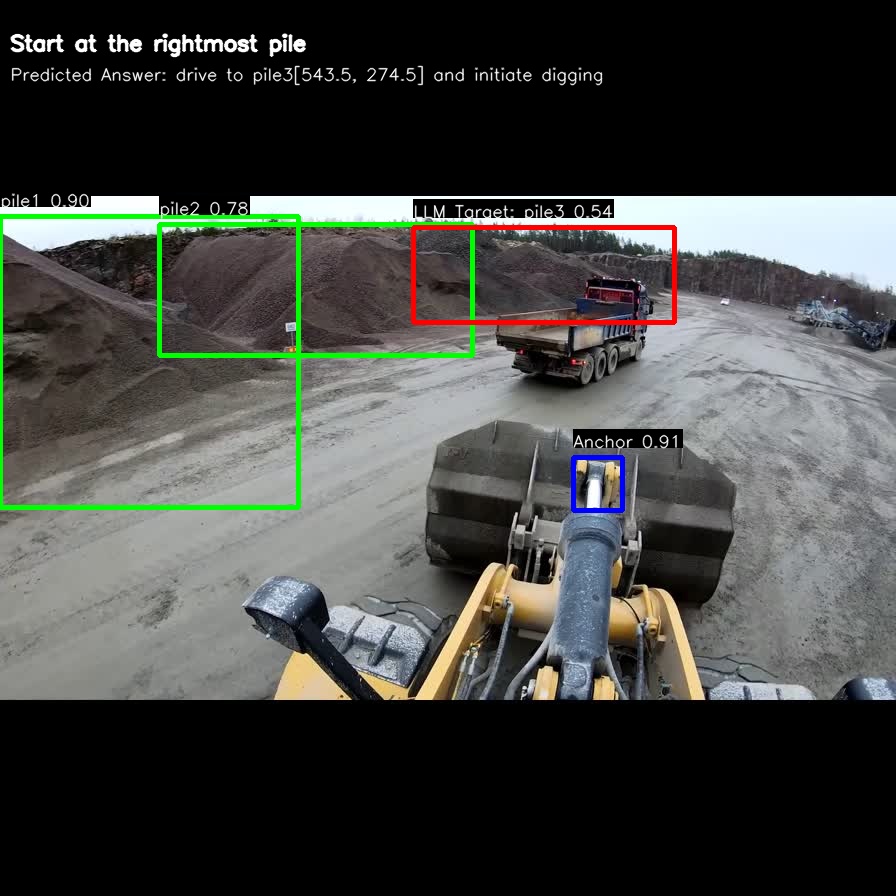 Start at the rightmost pile
Predicted Answer: drive to pile3[543.5, 274.5] and initiate digging
pile1 0.90
pile2 0.78
LLM Target: pile3 0.54
Anchor 0.91